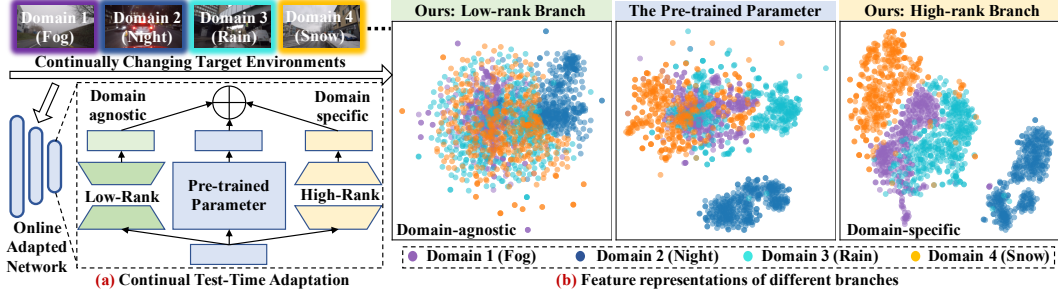 Domain 1 (Fog)
Domain 2 (Night)
Domain 3 (Rain)
Domain 4 (Snow)
Continually Changing Target Environments
Domain agnostic
Domain specific
Low-Rank
Pre-trained Parameter
High-Rank
Online Adapted Network
(a) Continual Test-Time Adaptation
Ours: Low-rank Branch
The Pre-trained Parameter
Ours: High-rank Branch
Domain-agnostic
Domain-specific
Domain 1 (Fog)
Domain 2 (Night)
Domain 3 (Rain)
Domain 4 (Snow)
(b) Feature representations of different branches